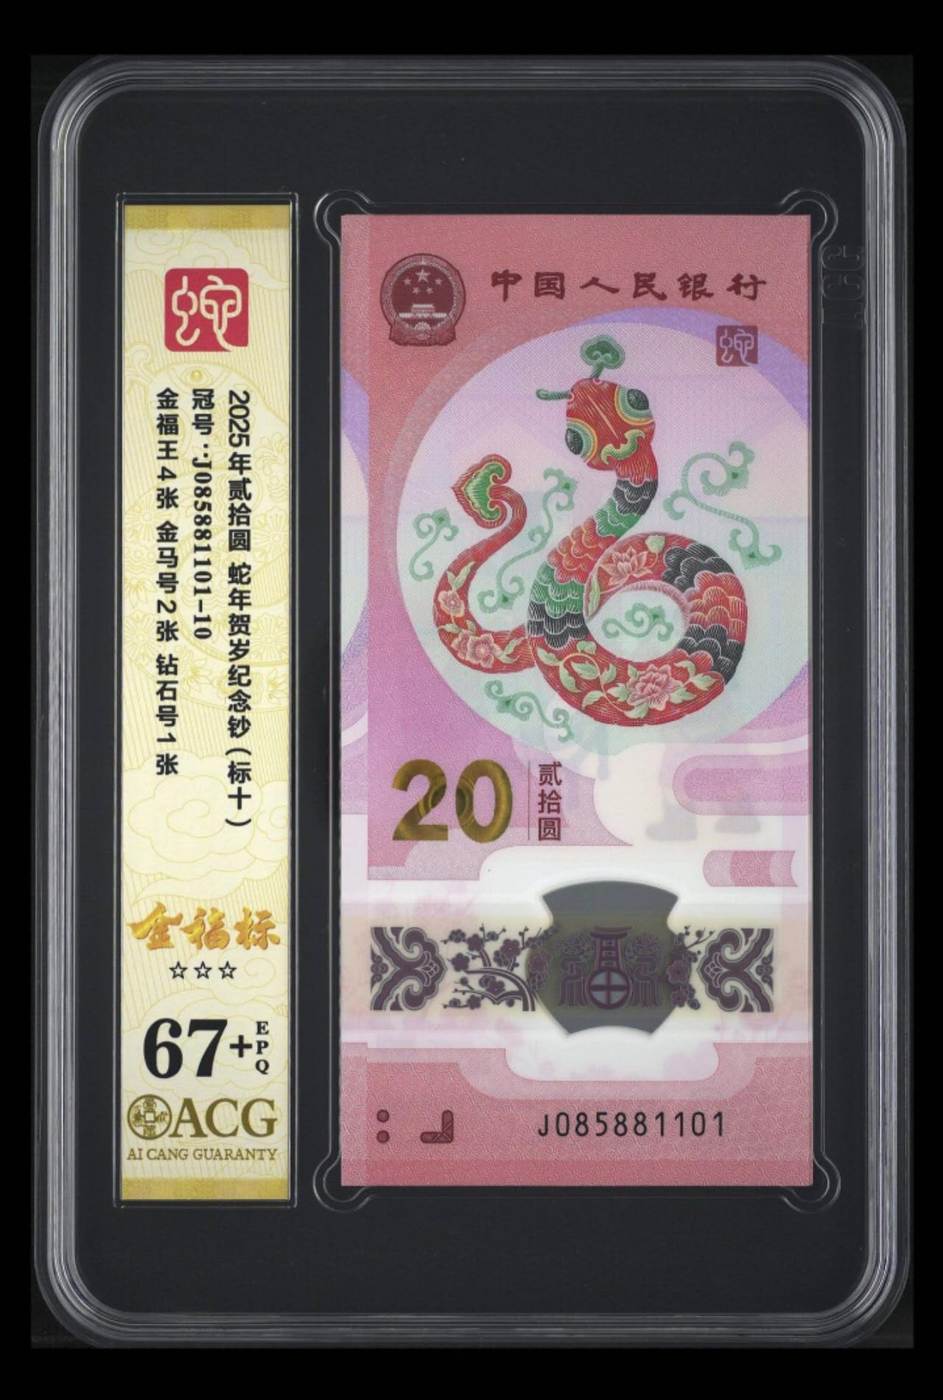 蛇
2025年贰拾圆 蛇年贺岁纪念钞（标十）
冠号：J085881101-10
金福王4张 金马号2张 钻石号1张
金福标
☆☆☆
67+EPQ
ACG
AI CANG GUARANTY
中国人民银行
蛇
20
贰拾圆
J085881101